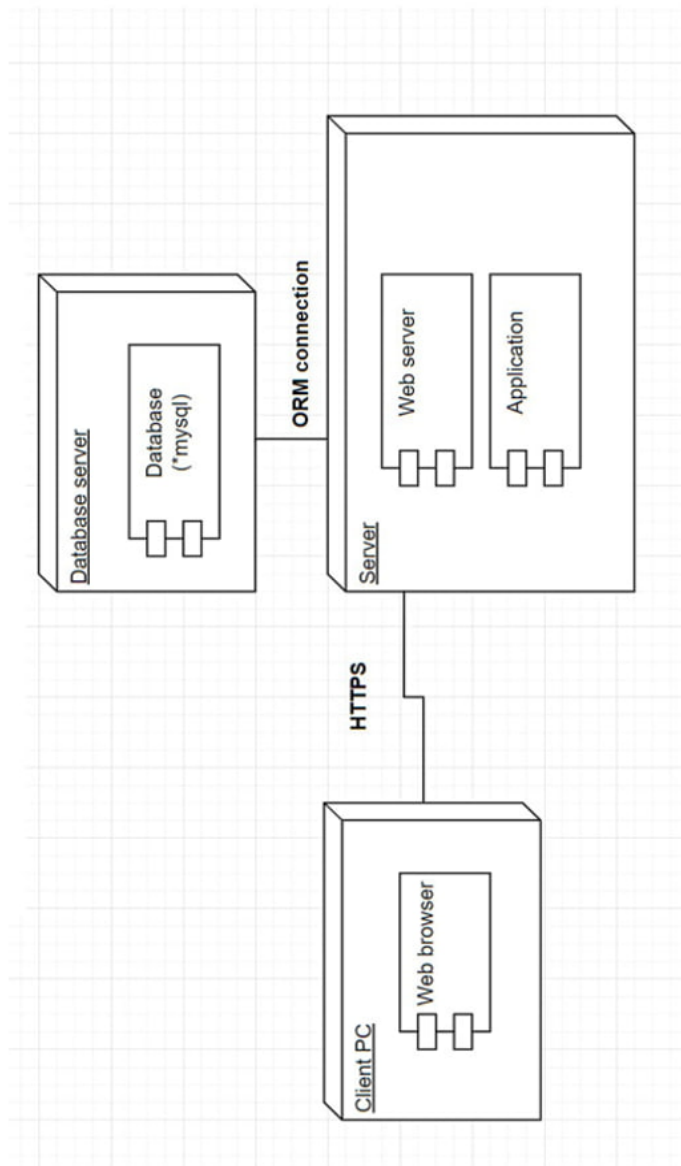 Database server
Database
(*mysql)
ORM connection
Client PC
Web browser
HTTPS
Server
Web server
Application